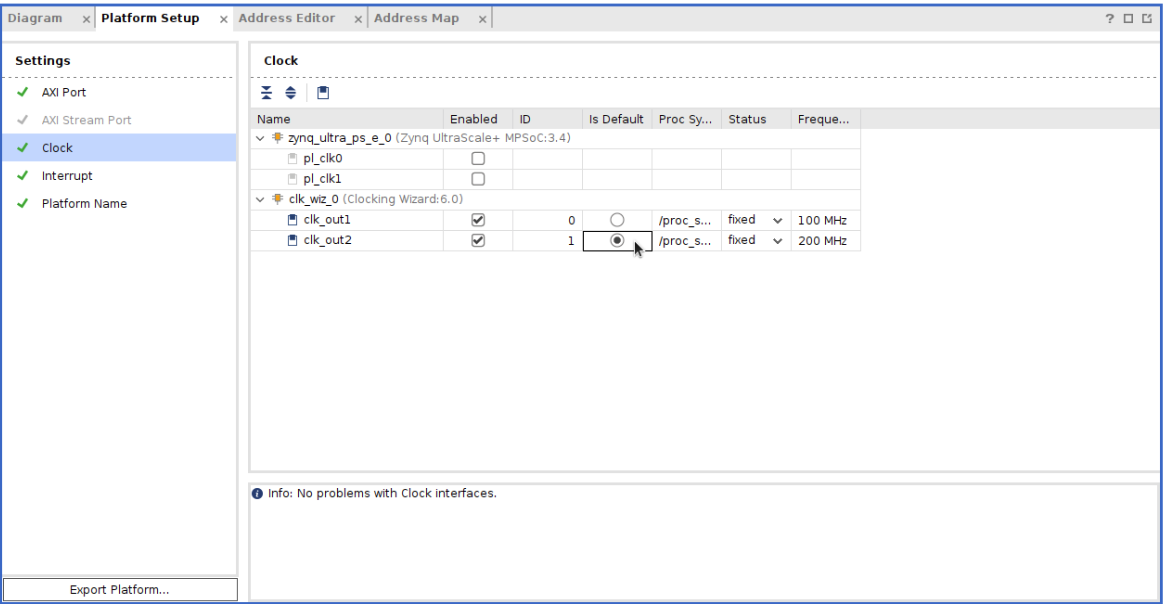 Diagram Platform Setup Address Editor Address Map ?
Settings
AXI Port
AXI Stream Port
Clock
Interrupt
Platform Name
Export Platform...
Clock
Name Enabled ID Is Default Proc Sy... Status Freque...
zynq_ultra_ps_e_0 (Zynq UltraScale+ MPSoC:3.4)
pl_clk0
pl_clk1
clk_wiz_0 (Clocking Wizard:6.0)
clk_out1 0 /proc_s... fixed 100 MHz
clk_out2 1 /proc_s... fixed 200 MHz
Info: No problems with Clock interfaces.